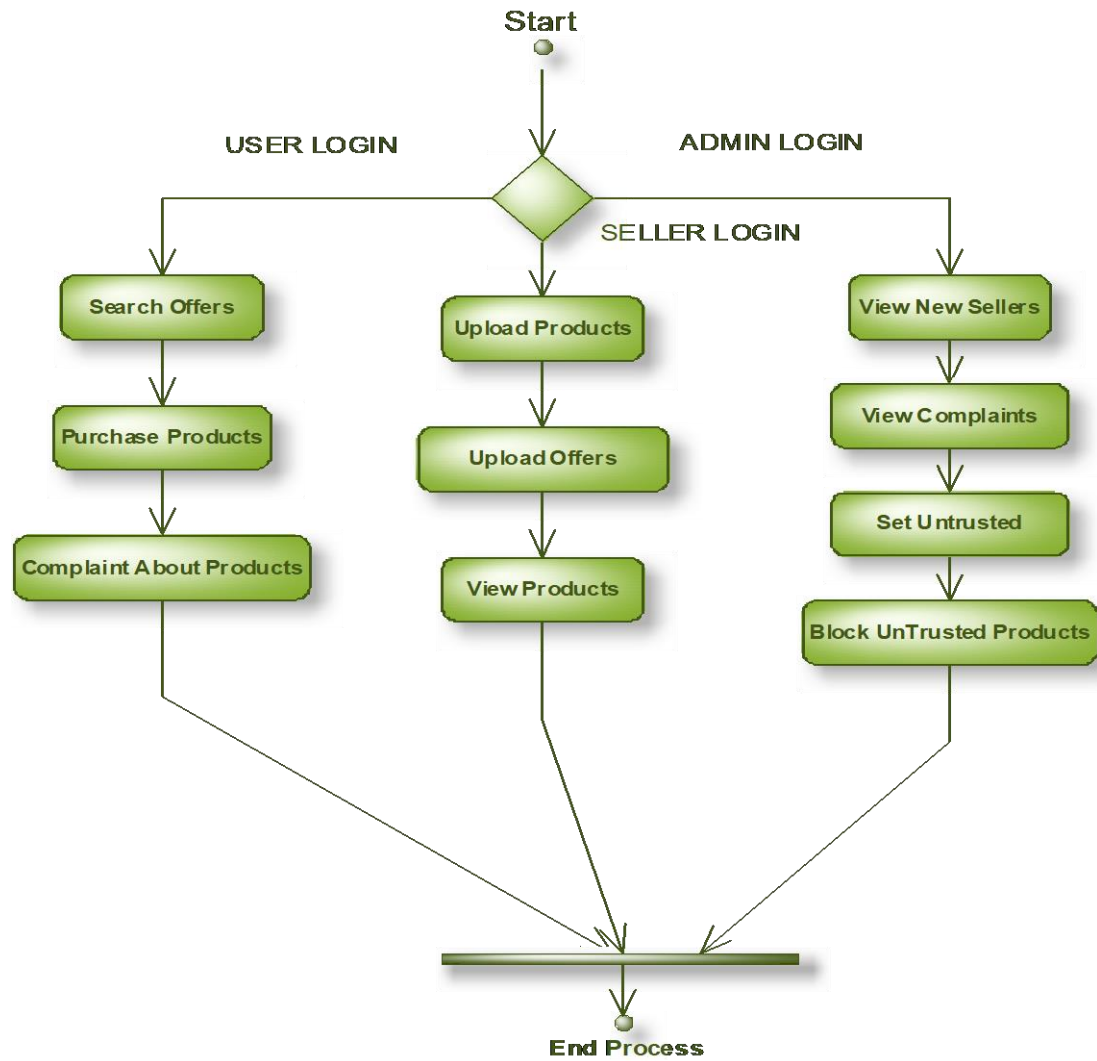 Start
USER LOGIN
ADMIN LOGIN
SELLER LOGIN
Search Offers
Purchase Products
Complaint About Products
Upload Products
Upload Offers
View Products
View New Sellers
View Complaints
Set Untrusted
Block UnTrusted Products
End Process